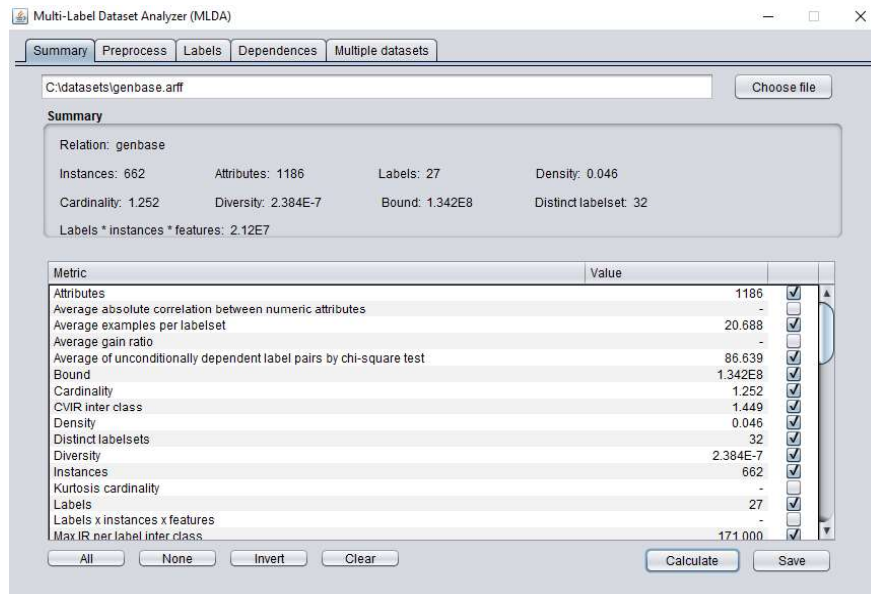 Multi-Label Dataset Analyzer (MLDA)
Summary Preprocess Labels Dependences Multiple datasets
C:\datasets\genbase.arff Choose file
Summary
Relation: genbase
Instances: 662 Attributes: 1186 Labels: 27 Density: 0.046
Cardinality: 1.252 Diversity: 2.384E-7 Bound: 1.342E8 Distinct labelset: 32
Labels * instances * features: 2.12E7
Metric Value
Attributes 1186
Average absolute correlation between numeric attributes -
Average examples per labelset 20.688
Average gain ratio -
Average of unconditionally dependent label pairs by chi-square test 86.639
Bound 1.342E8
Cardinality 1.252
CVIR inter class 1.449
Density 0.046
Distinct labelsets 32
Diversity 2.384E-7
Instances 662
Kurtosis cardinality -
Labels 27
Labels x instances x features -
Max IR per label inter class 171.000
All None Invert Clear Calculate Save